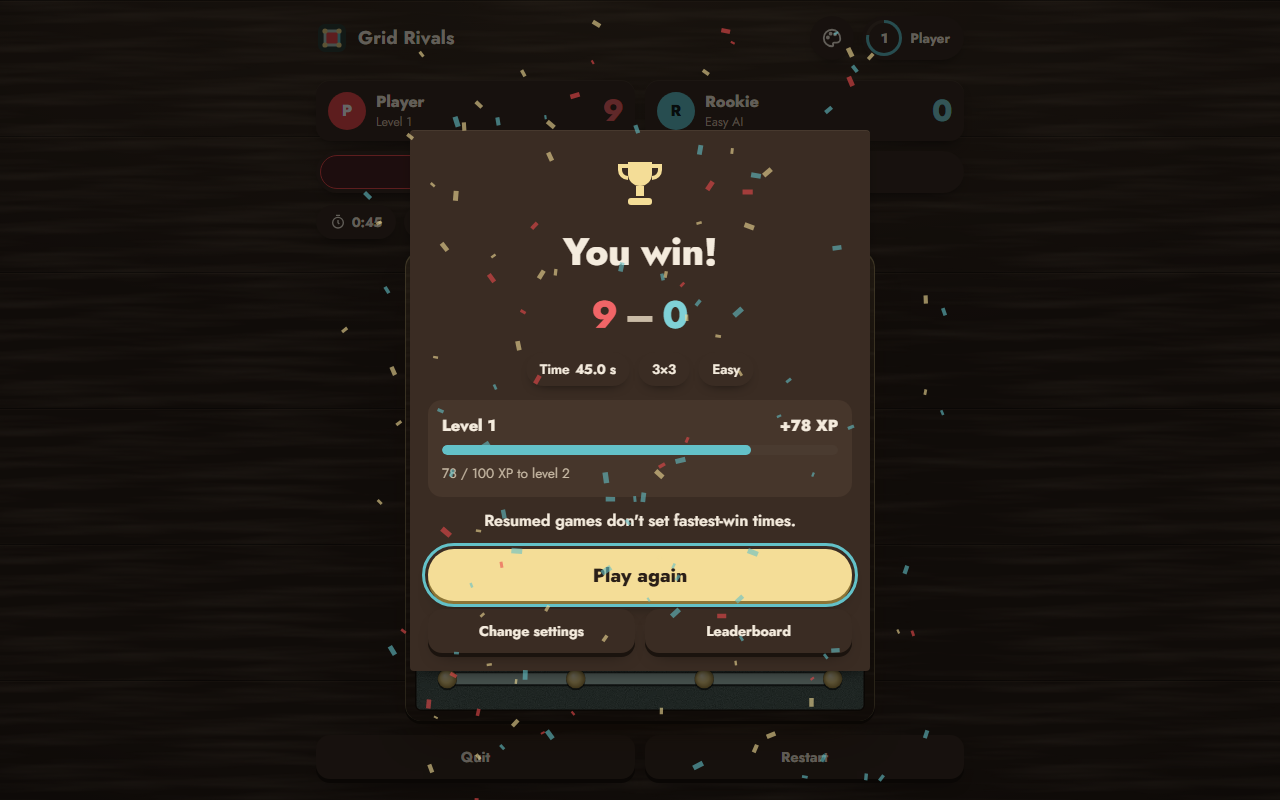 Grid Rivals
1 Player
P Player 9 R Rookie 0
Level 1 Easy AI
0:45
You win!
9 – 0
Time 45.0 s 3×3 Easy
Level 1 +78 XP
78 / 100 XP to level 2
Resumed games don't set fastest-win times.
Play again
Change settings Leaderboard
Quit Restart